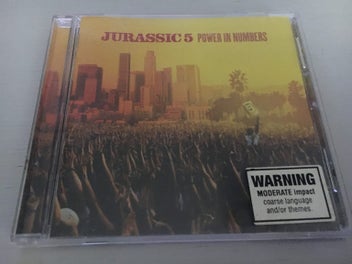 JURASSIC 5 POWER IN NUMBERS
WARNING
MODERATE impact
coarse language
and/or themes